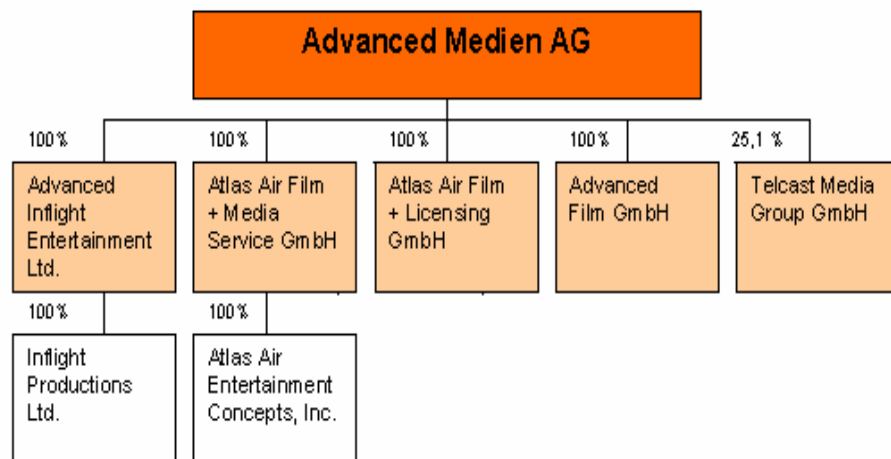 Advanced Medien AG
100%
100%
100%
100%
25,1 %
Advanced
Inflight
Entertainment
Ltd.
Atlas Air Film
+ Media
Service GmbH
Atlas Air Film
+ Licensing
GmbH
Advanced
Film GmbH
Telcast Media
Group GmbH
100%
100%
Inflight
Productions
Ltd.
Atlas Air
Entertainment
Concepts, Inc.